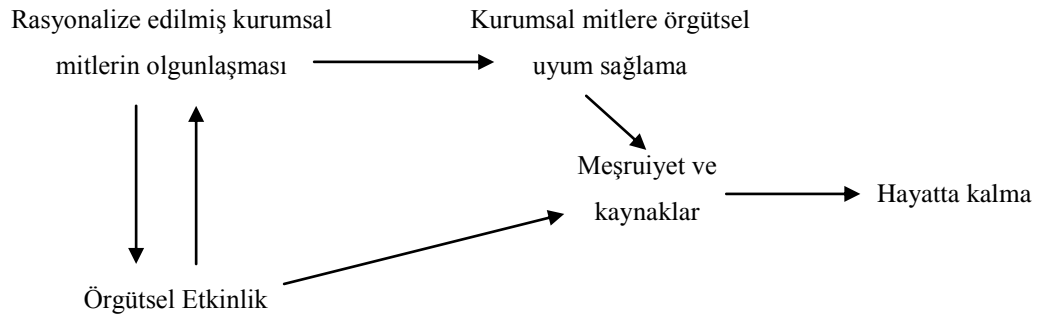 Rasyonalize edilmiş kurumsal
mitlerin olgunlaşması
Kurumsal mitlere örgütsel
uyum sağlama
Meşruiyet ve
kaynaklar
Hayatta kalma
Örgütsel Etkinlik